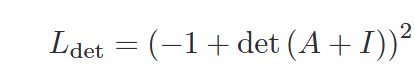 L_det = (−1 + det (A + I))²